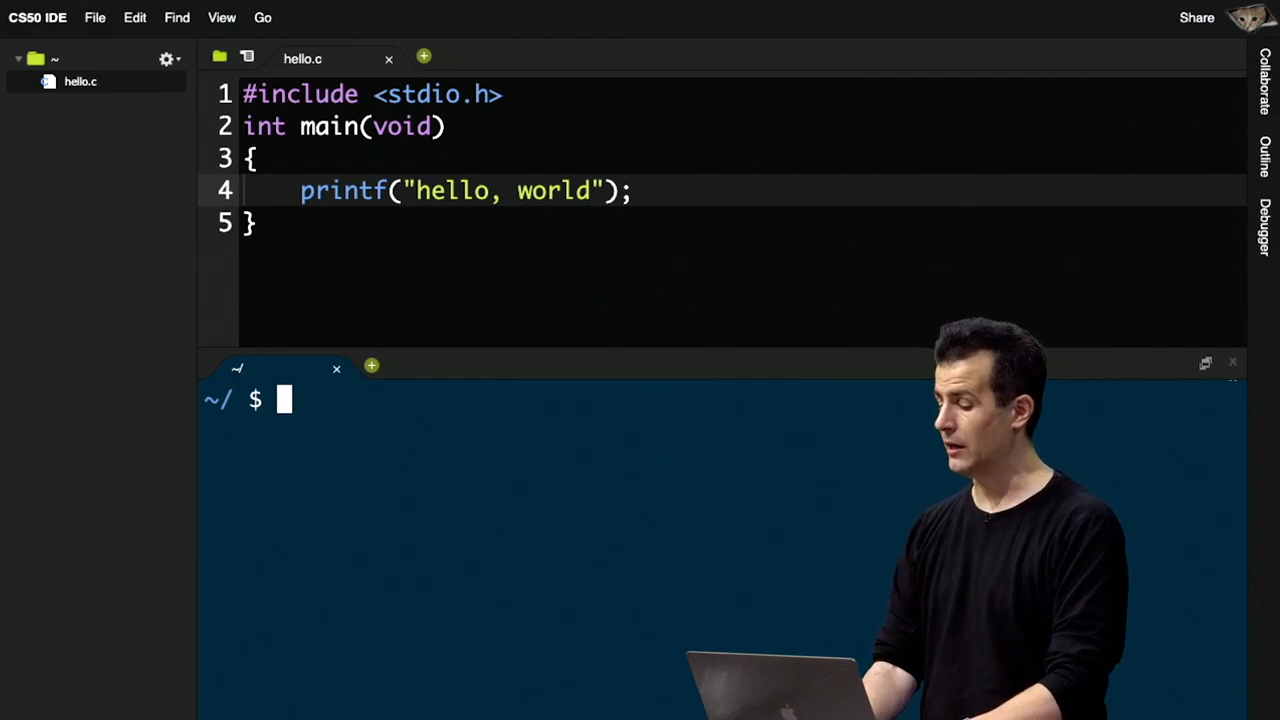 CS50 IDE File Edit Find View Go Share
~
hello.c
hello.c
1 #include <stdio.h>
2 int main(void)
3 {
4     printf("hello, world");
5 }
~/
~/ $
Collaborate
Outline
Debugger